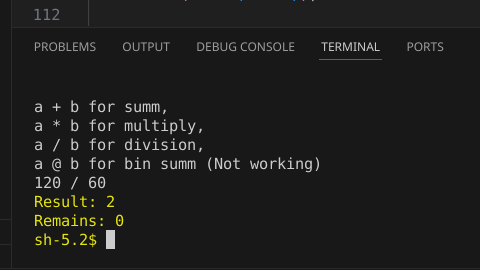 112
PROBLEMS OUTPUT DEBUG CONSOLE TERMINAL PORTS
a + b for summ,
a * b for multiply,
a / b for division,
a @ b for bin summ (Not working)
120 / 60
Result: 2
Remains: 0
sh-5.2$